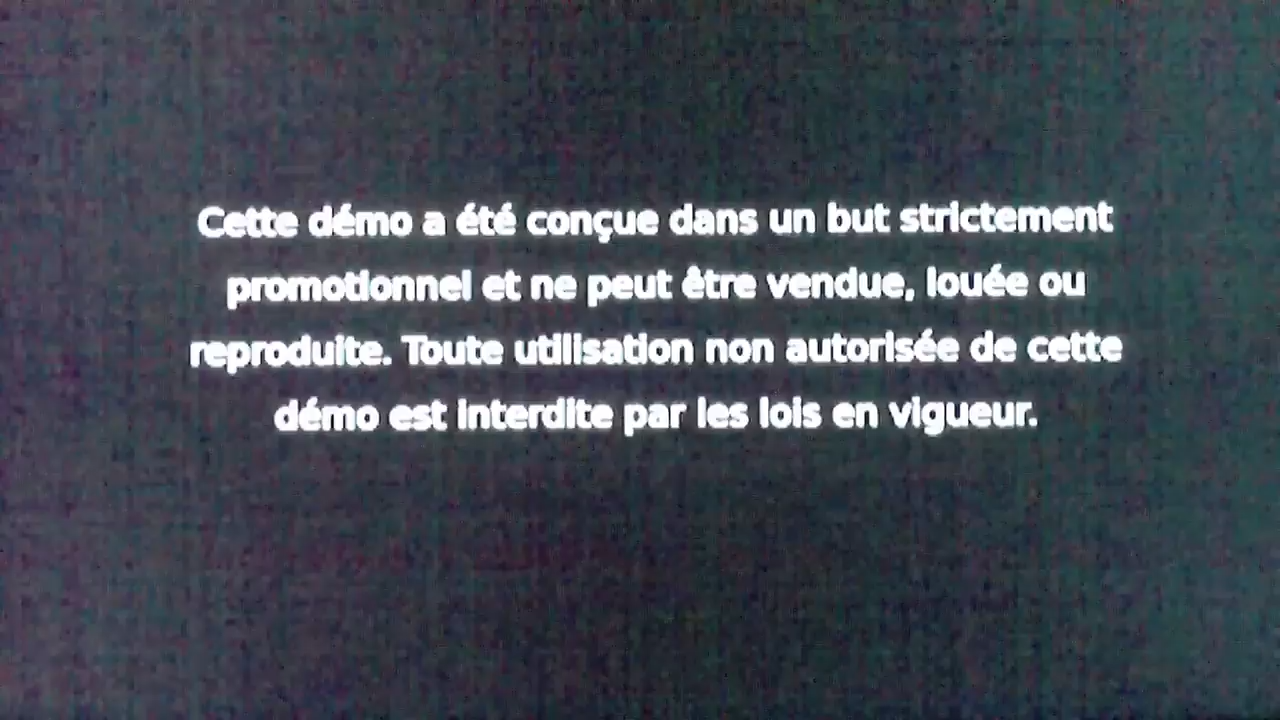 Cette démo a été conçue dans un but strictement
promotionnel et ne peut être vendue, louée ou
reproduite. Toute utilisation non autorisée de cette
démo est interdite par les lois en vigueur.